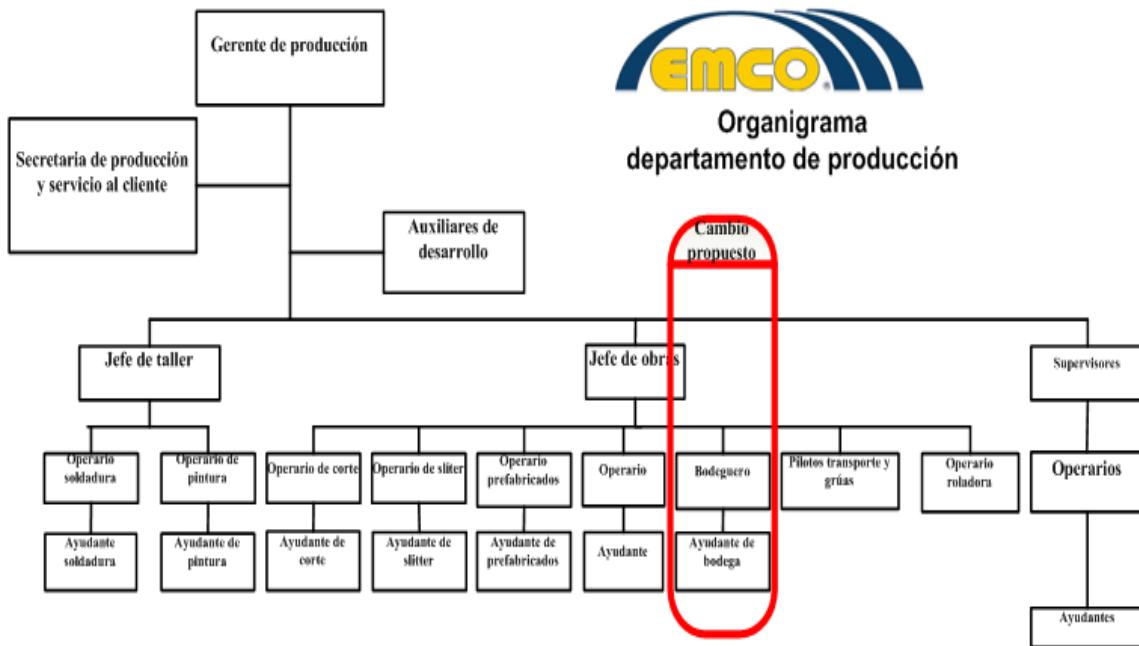 Gerente de producción
EMCO
®
Organigrama
departamento de producción
Secretaria de producción
y servicio al cliente
Auxiliares de
desarrollo
Cambio
propuesto
Jefe de taller
Jefe de obras
Supervisores
Operario
soldadura
Operario de
pintura
Operario de corte
Operario de sliter
Operario
prefabricados
Operario
Bodeguero
Pilotos transporte y
grúas
Operario
roladora
Operarios
Ayudante
soldadura
Ayudante de
pintura
Ayudante de
corte
Ayudante de
slitter
Ayudante de
prefabricados
Ayudante
Ayudante de
bodega
Ayudantes